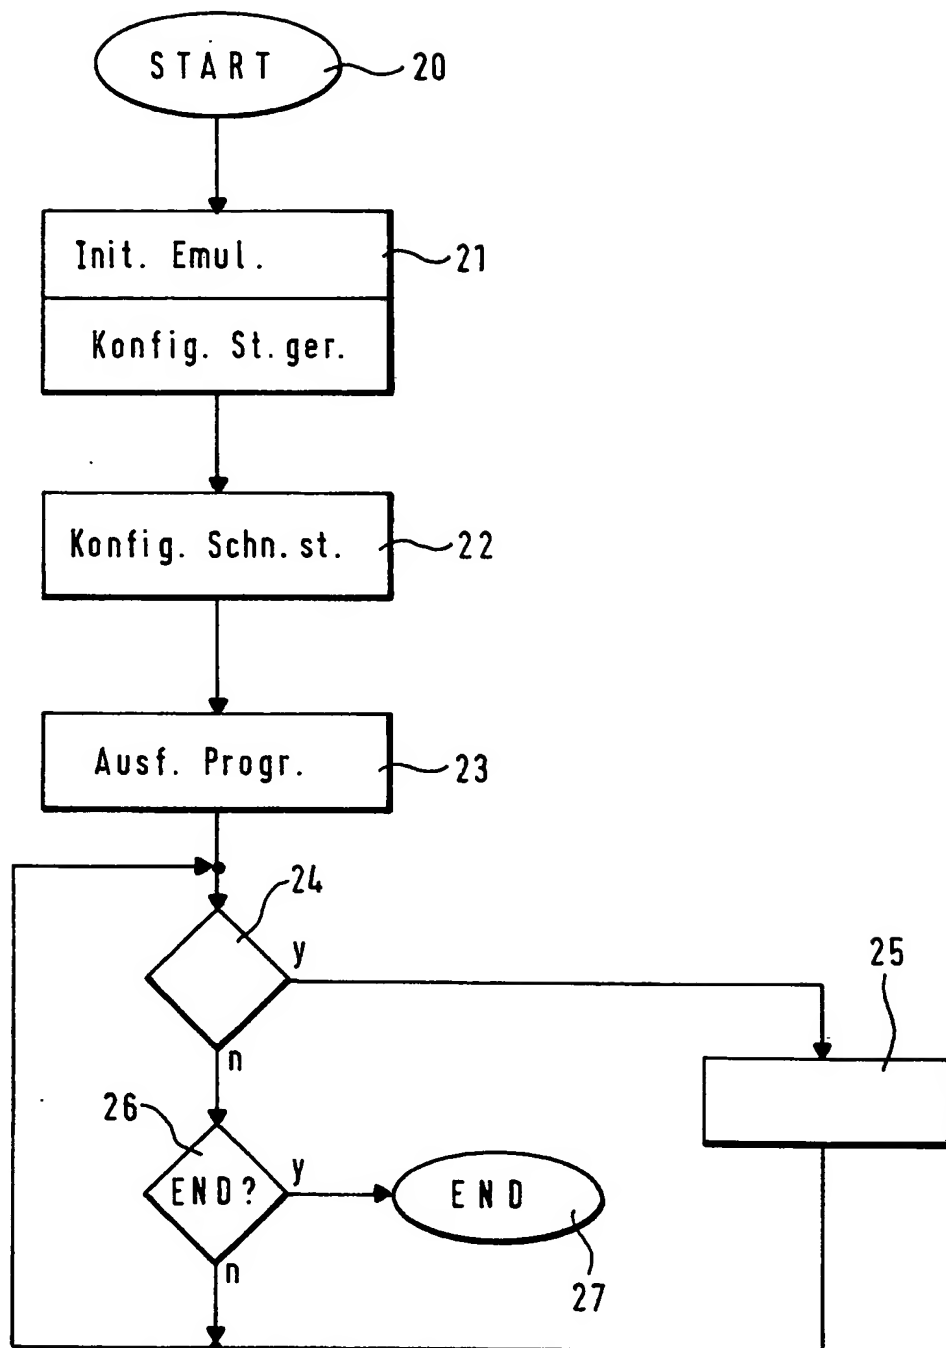 START
20
Init. Emul.
21
Konfig. St.ger.
Konfig. Schn.st.
22
Ausf. Progr.
23
24
y
25
n
26
END?
y
END
n
27